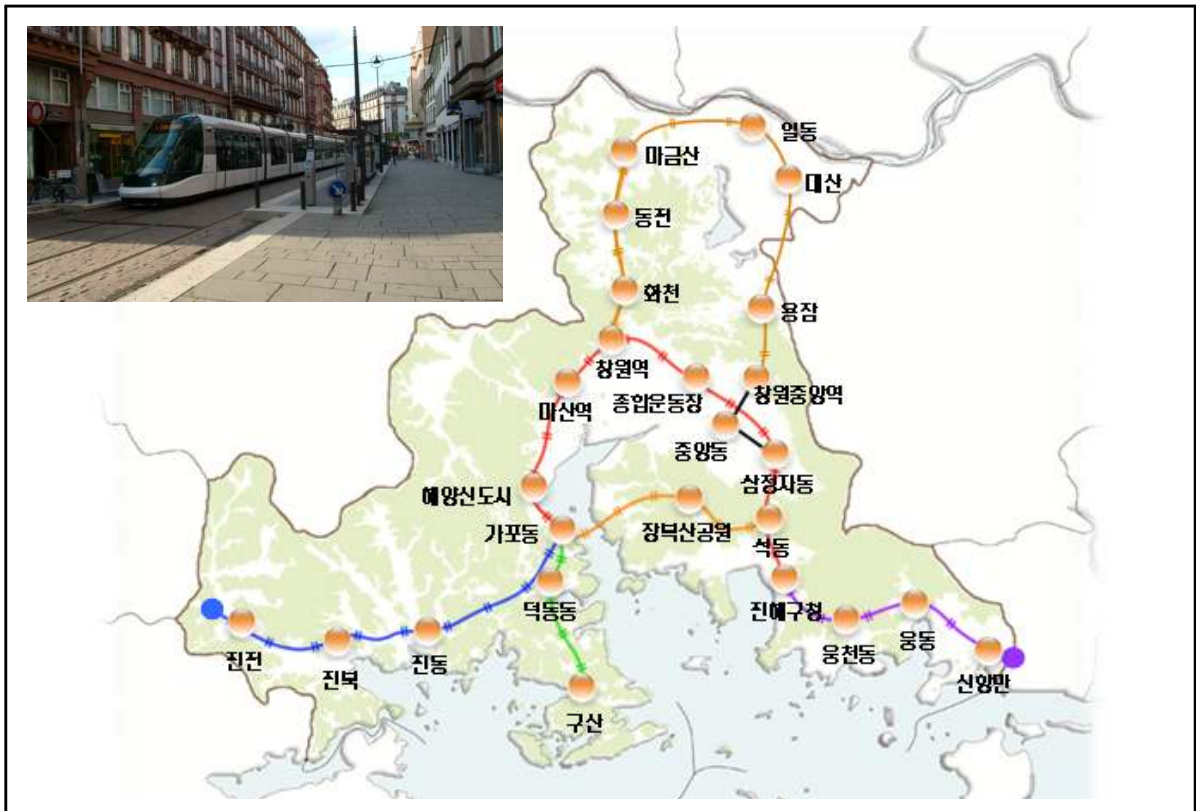 일동
마금산
대산
동전
화천
용잠
창원역
창원중앙역
마산역
종합운동장
중앙동
삼정자동
해양신도시
가포동
장복산공원
석동
덕동동
진해구청
진전
진북
진동
웅천동
웅동
신항만
구산